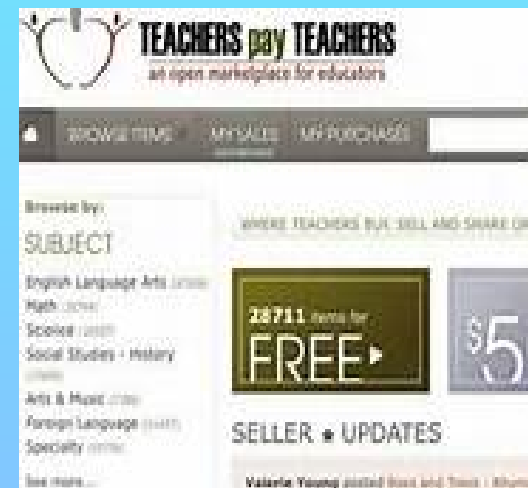 TEACHERS pay TEACHERS
an open marketplace for educators
BROWSE ITEMS MY SALES MY PURCHASES
Browse by:
SUBJECT
English Language Arts
Math
Science
Social Studies - History
Arts & Music
Foreign Language
Specialty
See more...
WHERE TEACHERS BUY, SELL AND SHARE
28711 items for
FREE
$5
SELLER UPDATES
Valerie Young posted